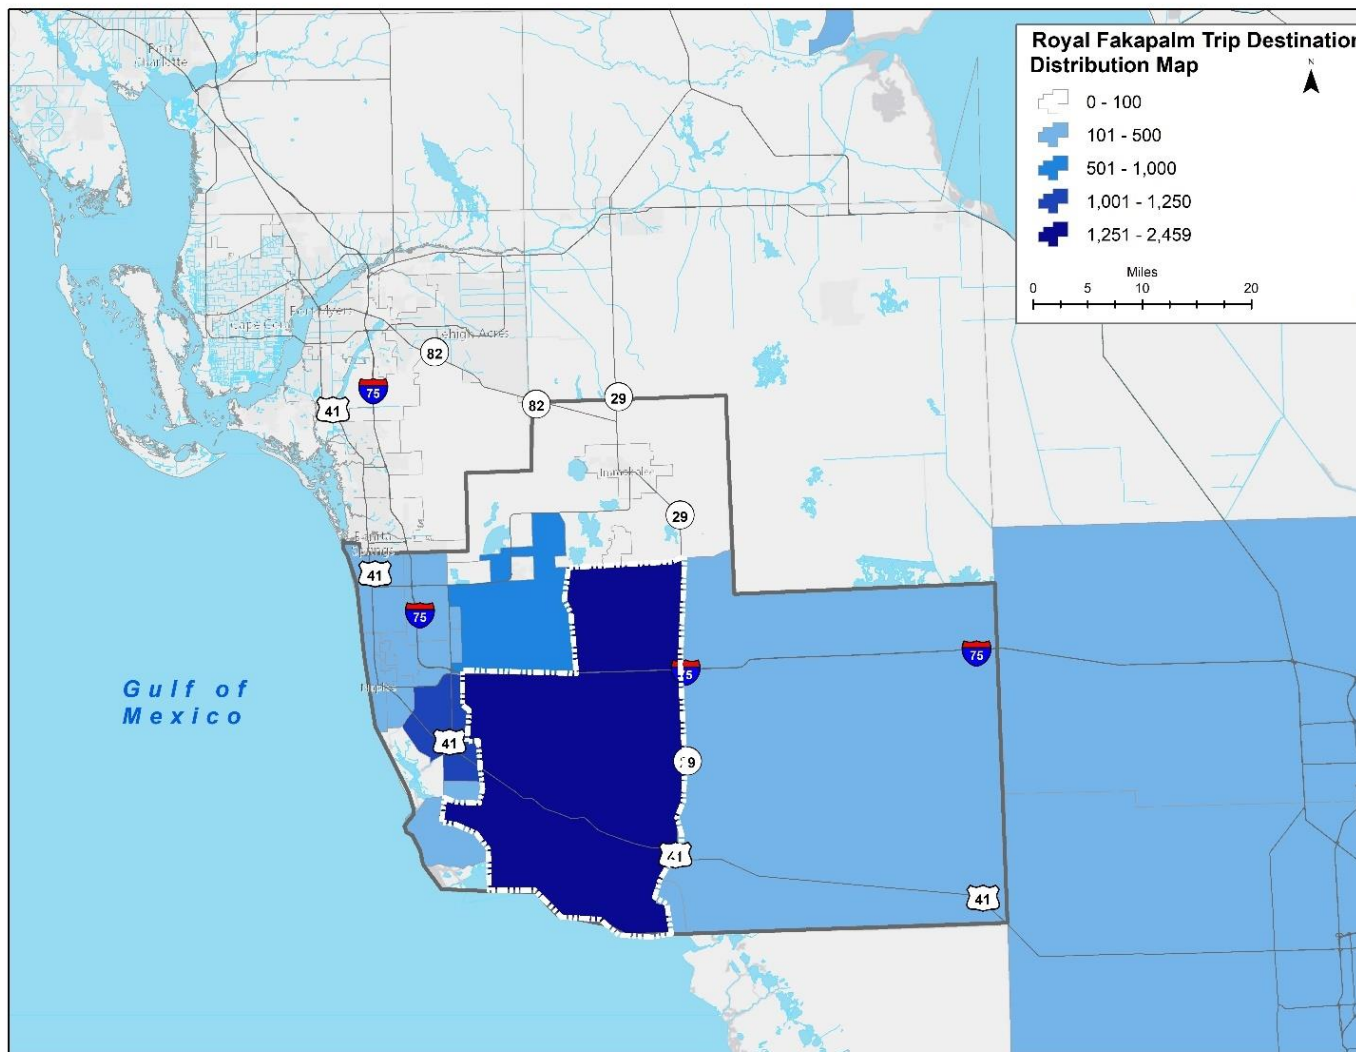 Royal Fakapalm Trip Destination
Distribution Map
N
0 - 100
101 - 500
501 - 1,000
1,001 - 1,250
1,251 - 2,459
Miles
0 5 10 20
Fort Myers
Lehigh Acres
82
75
41
82
29
Immokalee
29
Springs
41
75
75
Naples
Gulf of
Mexico
41
41
41